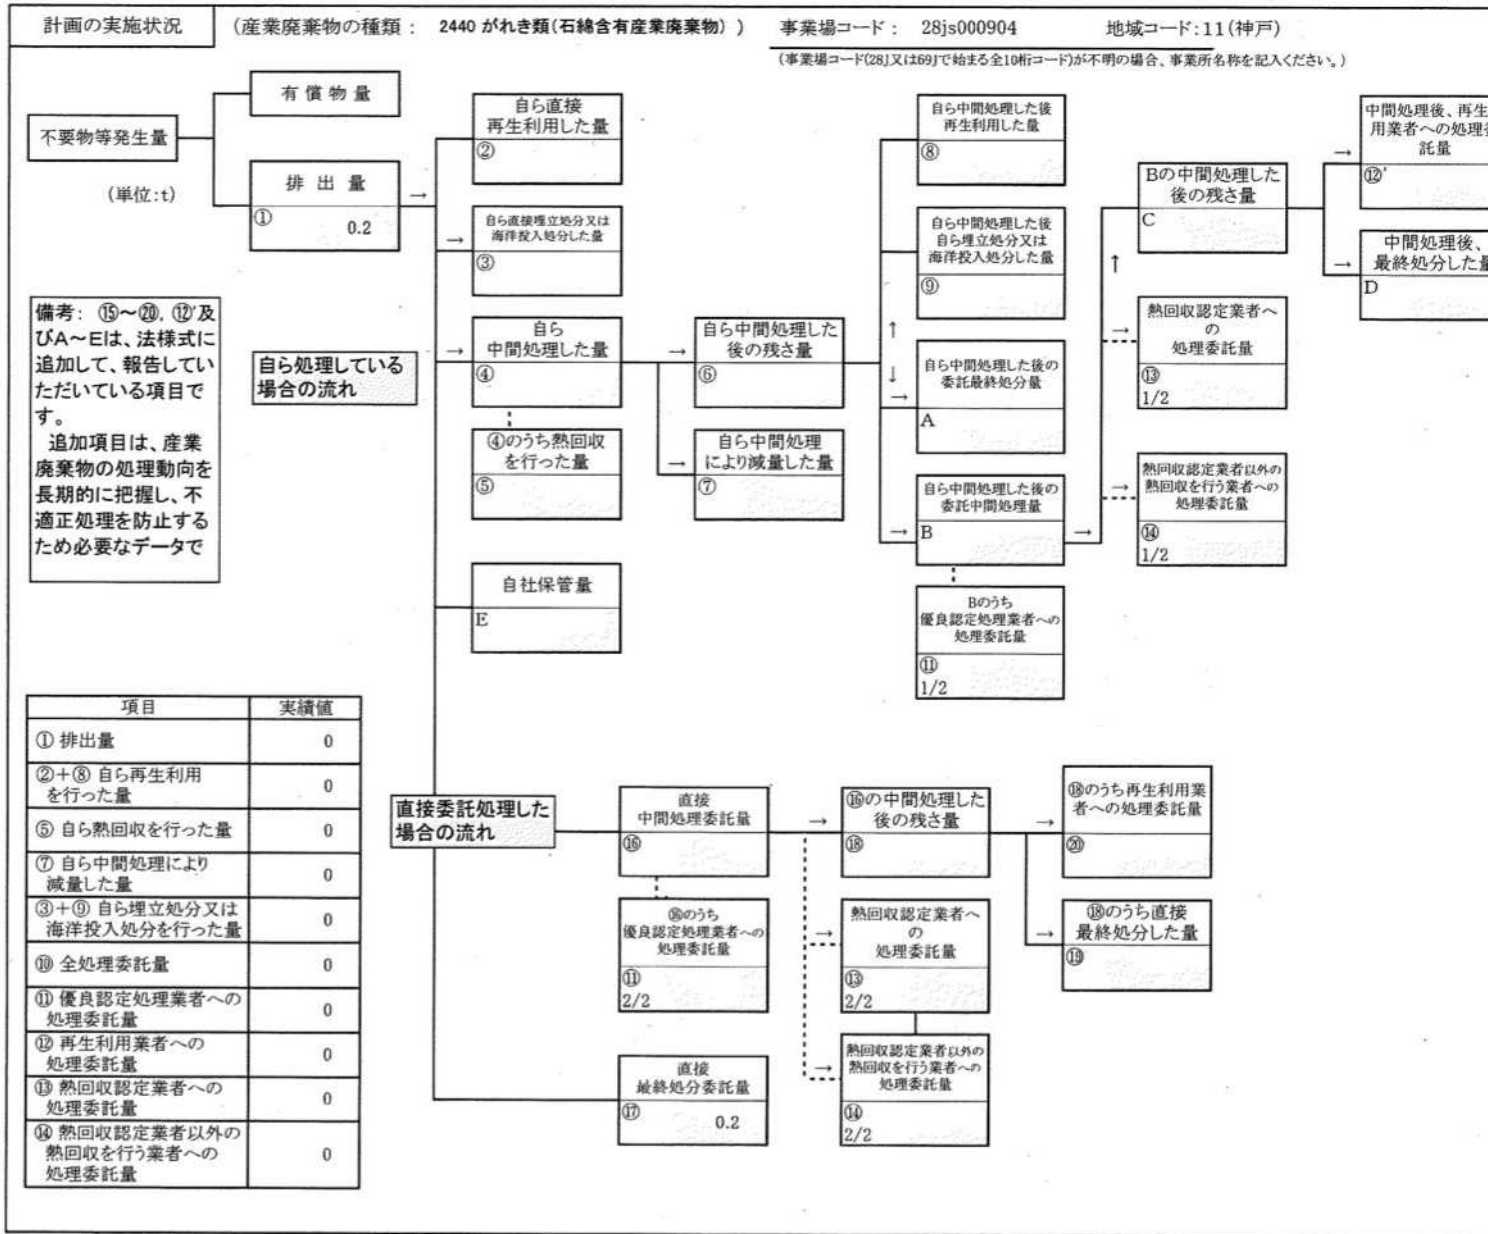 計画の実施状況 (産業廃棄物の種類： 2440 がれき類(石綿含有産業廃棄物) ) 事業場コード： 28js000904 地域コード:11(神戸)
(事業場コード(28J又は69Jで始まる全10桁コード)が不明の場合、事業所名称を記入ください。)
不要物等発生量
(単位:t)
有償物量
排出量
① 0.2
自ら直接
再生利用した量
②
自ら直接埋立処分又は
海洋投入処分した量
③
自ら
中間処理した量
④
④のうち熱回収
を行った量
⑤
自社保管量
E
自ら中間処理した
後の残さ量
⑥
自ら中間処理
により減量した量
⑦
自ら中間処理した後
再生利用した量
⑧
自ら中間処理した後
自ら埋立処分又は
海洋投入処分した量
⑨
自ら中間処理した後の
委託最終処分量
A
自ら中間処理した後の
委託中間処理量
B
Bのうち
優良認定処理業者への
処理委託量
⑪
1/2
Bの中間処理した
後の残さ量
C
熱回収認定業者へ
の
処理委託量
⑬
1/2
熱回収認定業者以外の
熱回収を行う業者への
処理委託量
⑭
1/2
中間処理後、再生
用業者への処理
託量
⑫'
中間処理後、
最終処分した
D
備考： ⑮～⑳, ⑫'及
びA～Eは、法様式に
追加して、報告してい
ただいている項目で
す。
追加項目は、産業
廃棄物の処理動向を
長期的に把握し、不
適正処理を防止する
ため必要なデータで
自ら処理している
場合の流れ
項目 実績値
① 排出量 0
②＋⑧ 自ら再生利用
を行った量 0
⑤ 自ら熱回収を行った量 0
⑦ 自ら中間処理により
減量した量 0
③＋⑨ 自ら埋立処分又は
海洋投入処分を行った量 0
⑩ 全処理委託量 0
⑪ 優良認定処理業者への
処理委託量 0
⑫ 再生利用業者への
処理委託量 0
⑬ 熱回収認定業者への
処理委託量 0
⑭ 熱回収認定業者以外の
熱回収を行う業者への
処理委託量 0
直接委託処理した
場合の流れ
直接
中間処理委託量
⑯
⑯のうち
優良認定処理業者への
処理委託量
⑪
2/2
直接
最終処分委託量
⑰ 0.2
⑯の中間処理した
後の残さ量
⑱
熱回収認定業者へ
の
処理委託量
⑬
2/2
熱回収認定業者以外の
熱回収を行う業者への
処理委託量
⑭
2/2
⑱のうち再生利用業
者への処理委託量
⑳
⑱のうち直接
最終処分した量
⑲